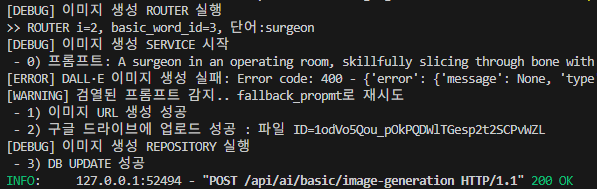 [DEBUG] 이미지 생성 ROUTER 실행
>> ROUTER i=2, basic_word_id=3, 단어:surgeon
[DEBUG] 이미지 생성 SERVICE 시작
- 0) 프롬프트: A surgeon in an operating room, skillfully slicing through bone with
[ERROR] DALL·E 이미지 생성 실패: Error code: 400 - {'error': {'message': None, 'type
[WARNING] 검열된 프롬프트 감지.. fallback_propmt로 재시도
- 1) 이미지 URL 생성 성공
- 2) 구글 드라이브에 업로드 성공 : 파일 ID=1odVo5Qou_pOkPQDWlTGesp2t2SCPvWZL
[DEBUG] 이미지 생성 REPOSITORY 실행
- 3) DB UPDATE 성공
INFO: 127.0.0.1:52494 - "POST /api/ai/basic/image-generation HTTP/1.1" 200 OK